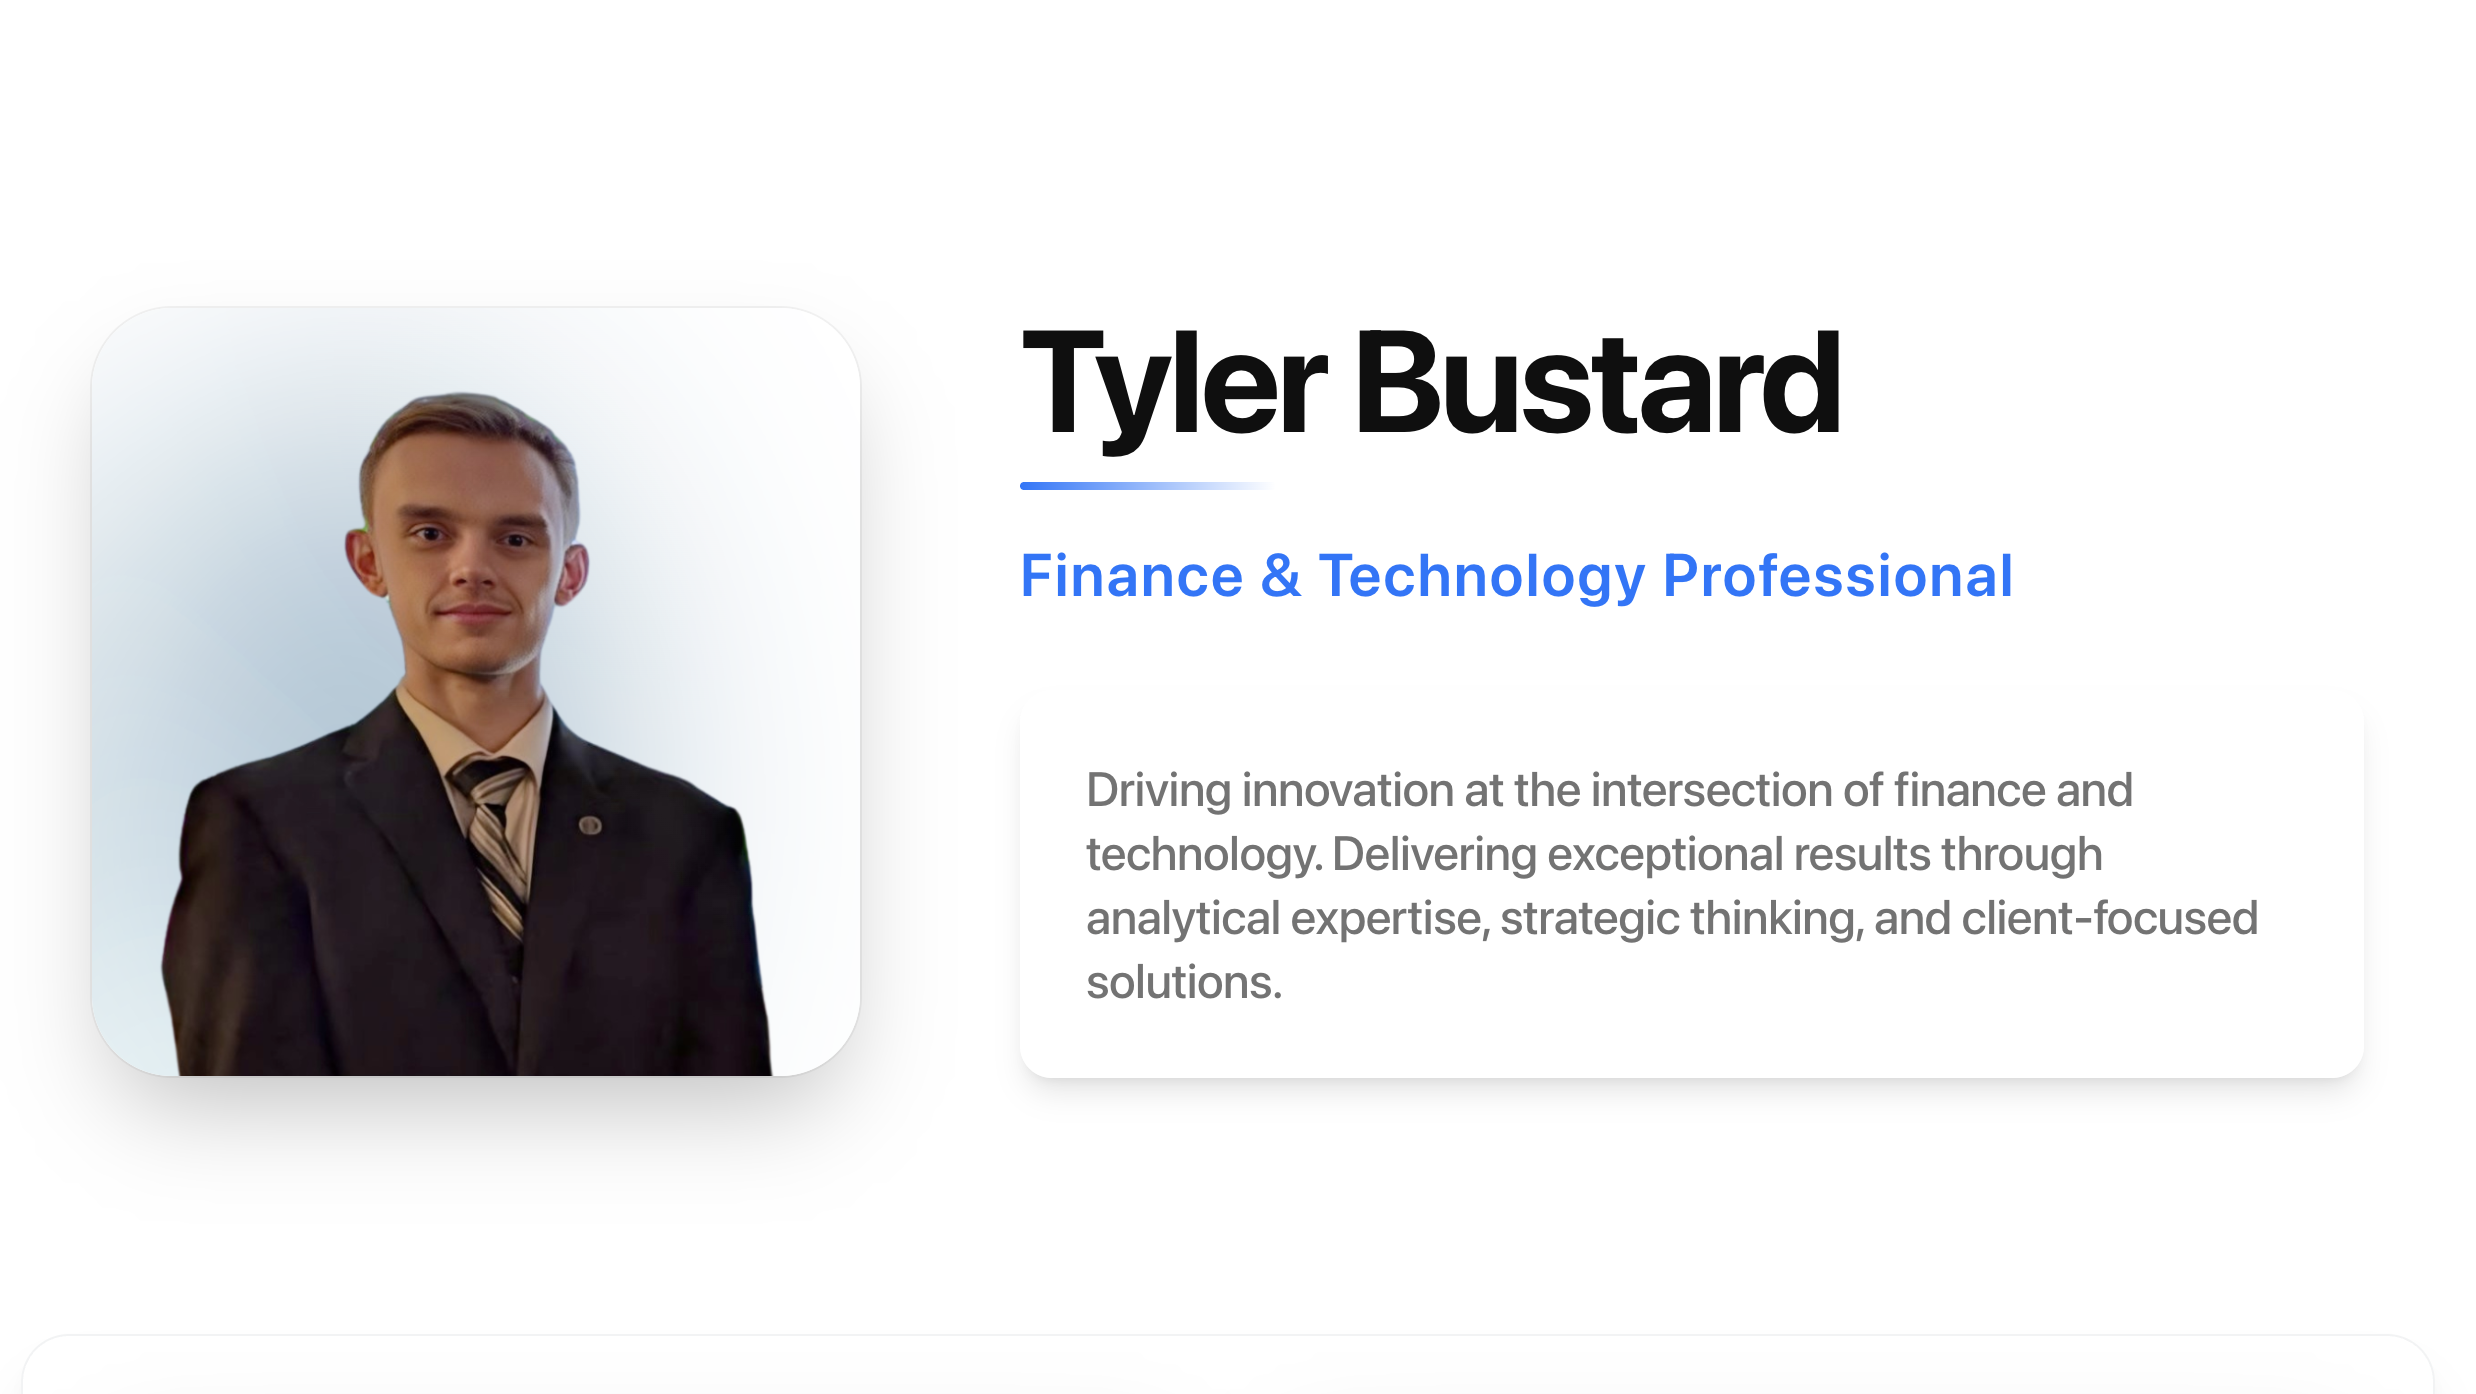 Tyler Bustard
Finance & Technology Professional
Driving innovation at the intersection of finance and
technology. Delivering exceptional results through
analytical expertise, strategic thinking, and client-focused
solutions.